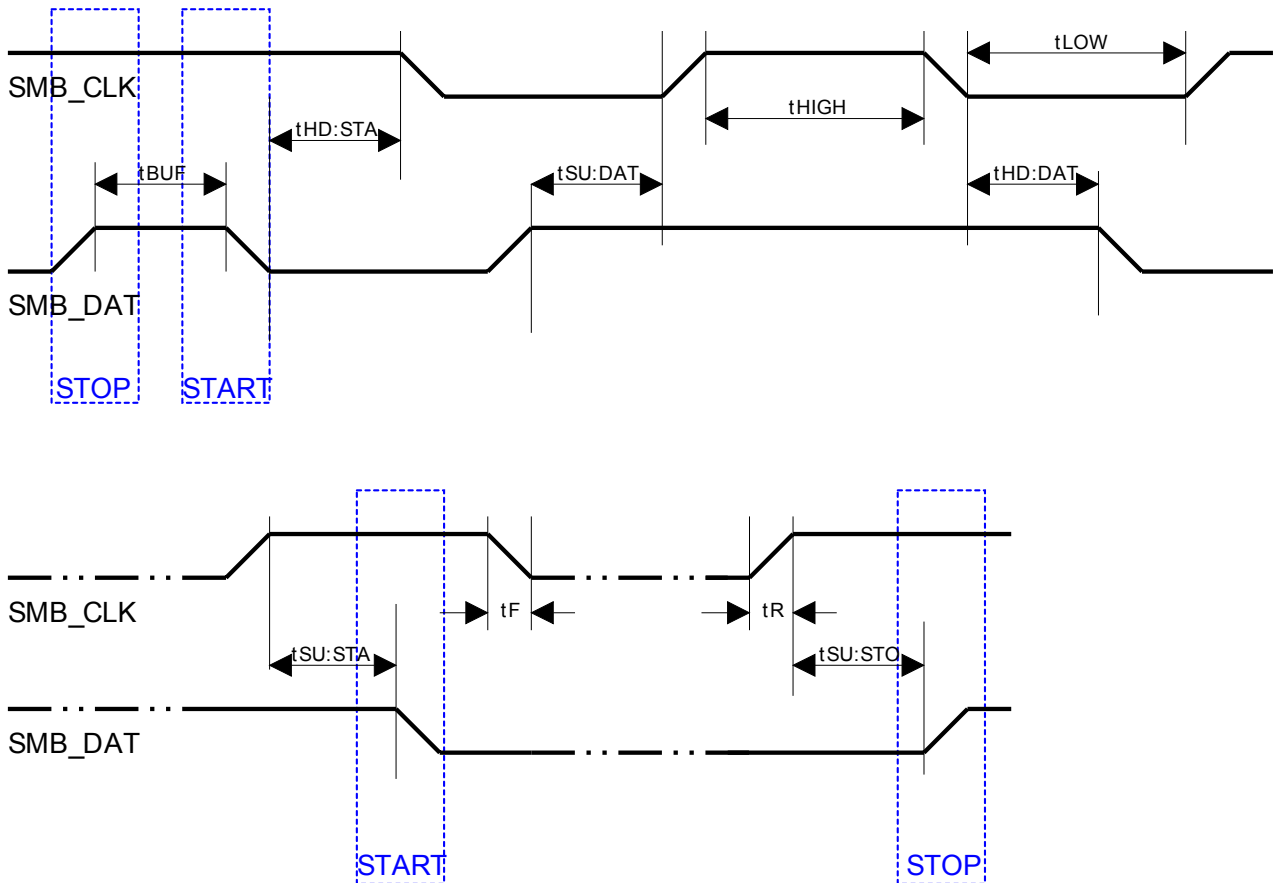 tLOW
SMB_CLK
tHIGH
tHD:STA
tBUF
tSU:DAT
tHD:DAT
SMB_DAT
STOP
START
SMB_CLK
tF
tR
tSU:STA
tSU:STO
SMB_DAT
START
STOP